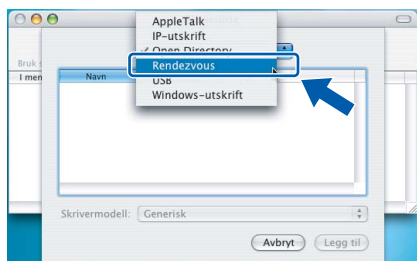 AppleTalk
IP-utskrift
✓ Open Directory
Rendezvous
USB
Windows-utskrift
Bruk
I men
Navn
Skrivermodell: Generisk
Avbryt Legg til